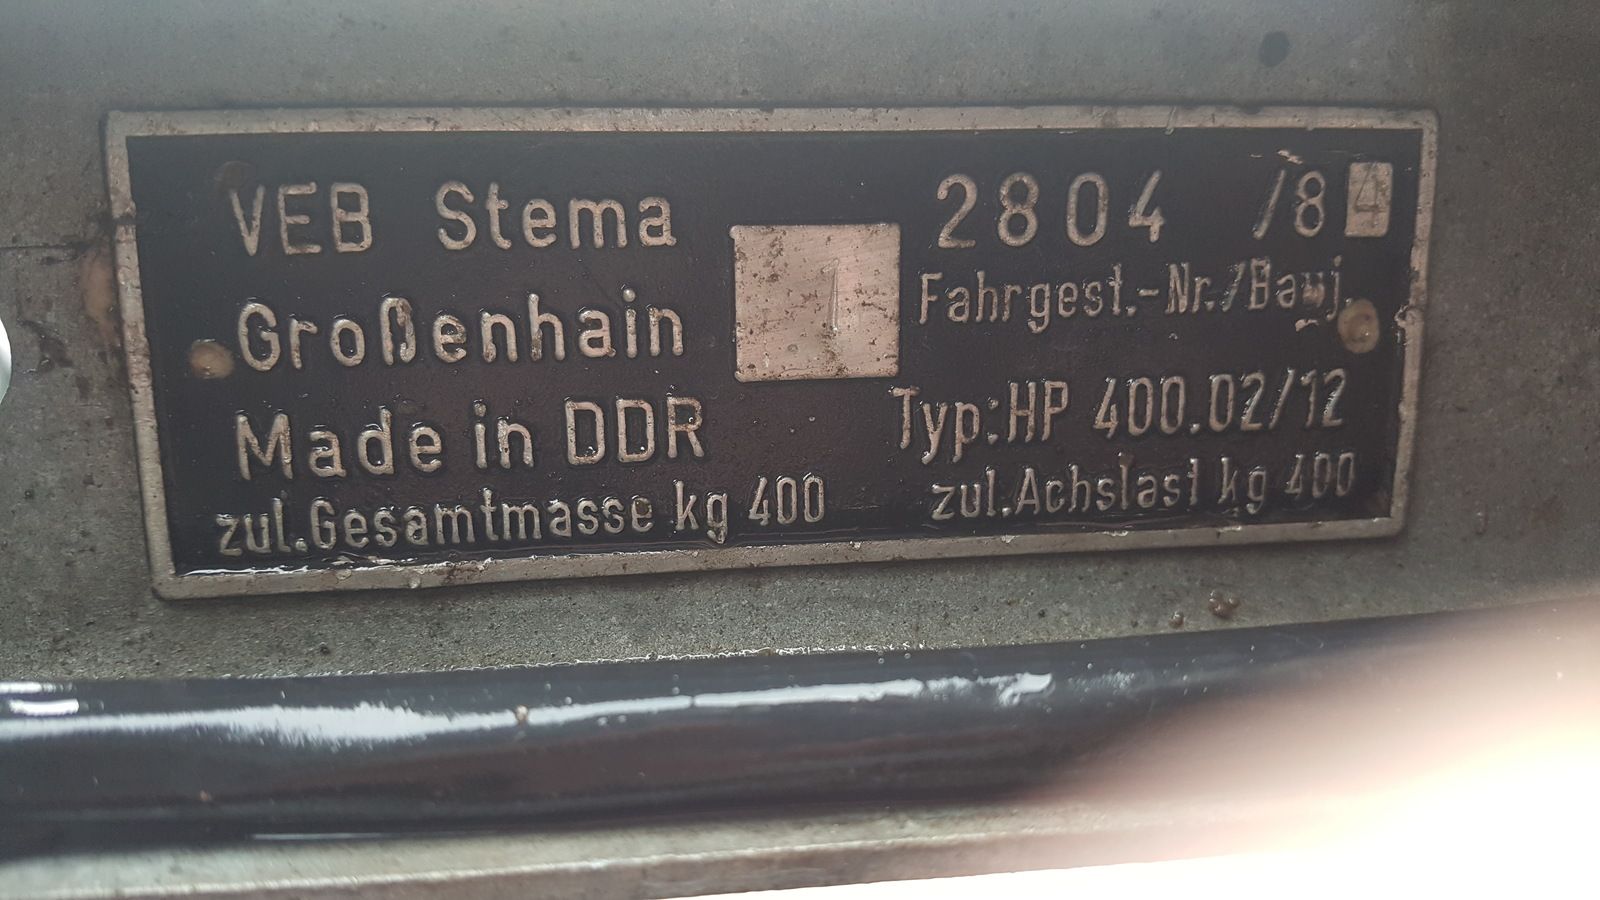 VEB Stema
Großenhain
Made in DDR
zul. Gesamtmasse kg 400
1
2804 /84
Fahrgest.-Nr./Bauj.
Typ: HP 400.02/12
zul. Achslast kg 400